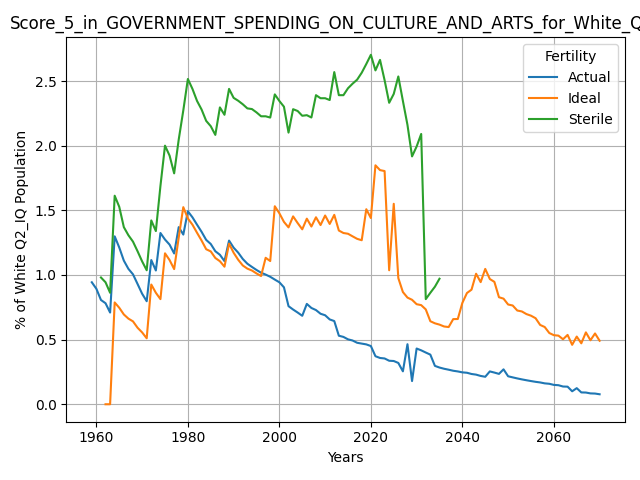 Score_5_in_GOVERNMENT_SPENDING_ON_CULTURE_AND_ARTS_for_White_Q
Fertility
Actual
Ideal
Sterile
% of White Q2_IQ Population
2.5
2.0
1.5
1.0
0.5
0.0
1960 1980 2000 2020 2040 2060
Years